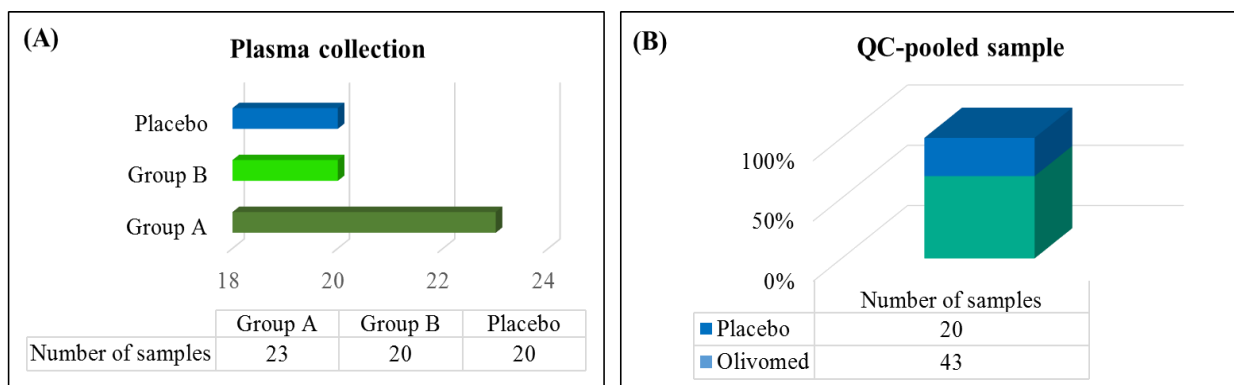 (A)
Plasma collection
Placebo
Group B
Group A
18 20 22 24
Group A Group B Placebo
Number of samples 23 20 20
(B)
QC-pooled sample
100%
50%
0%
Number of samples
Placebo 20
Olivomed 43